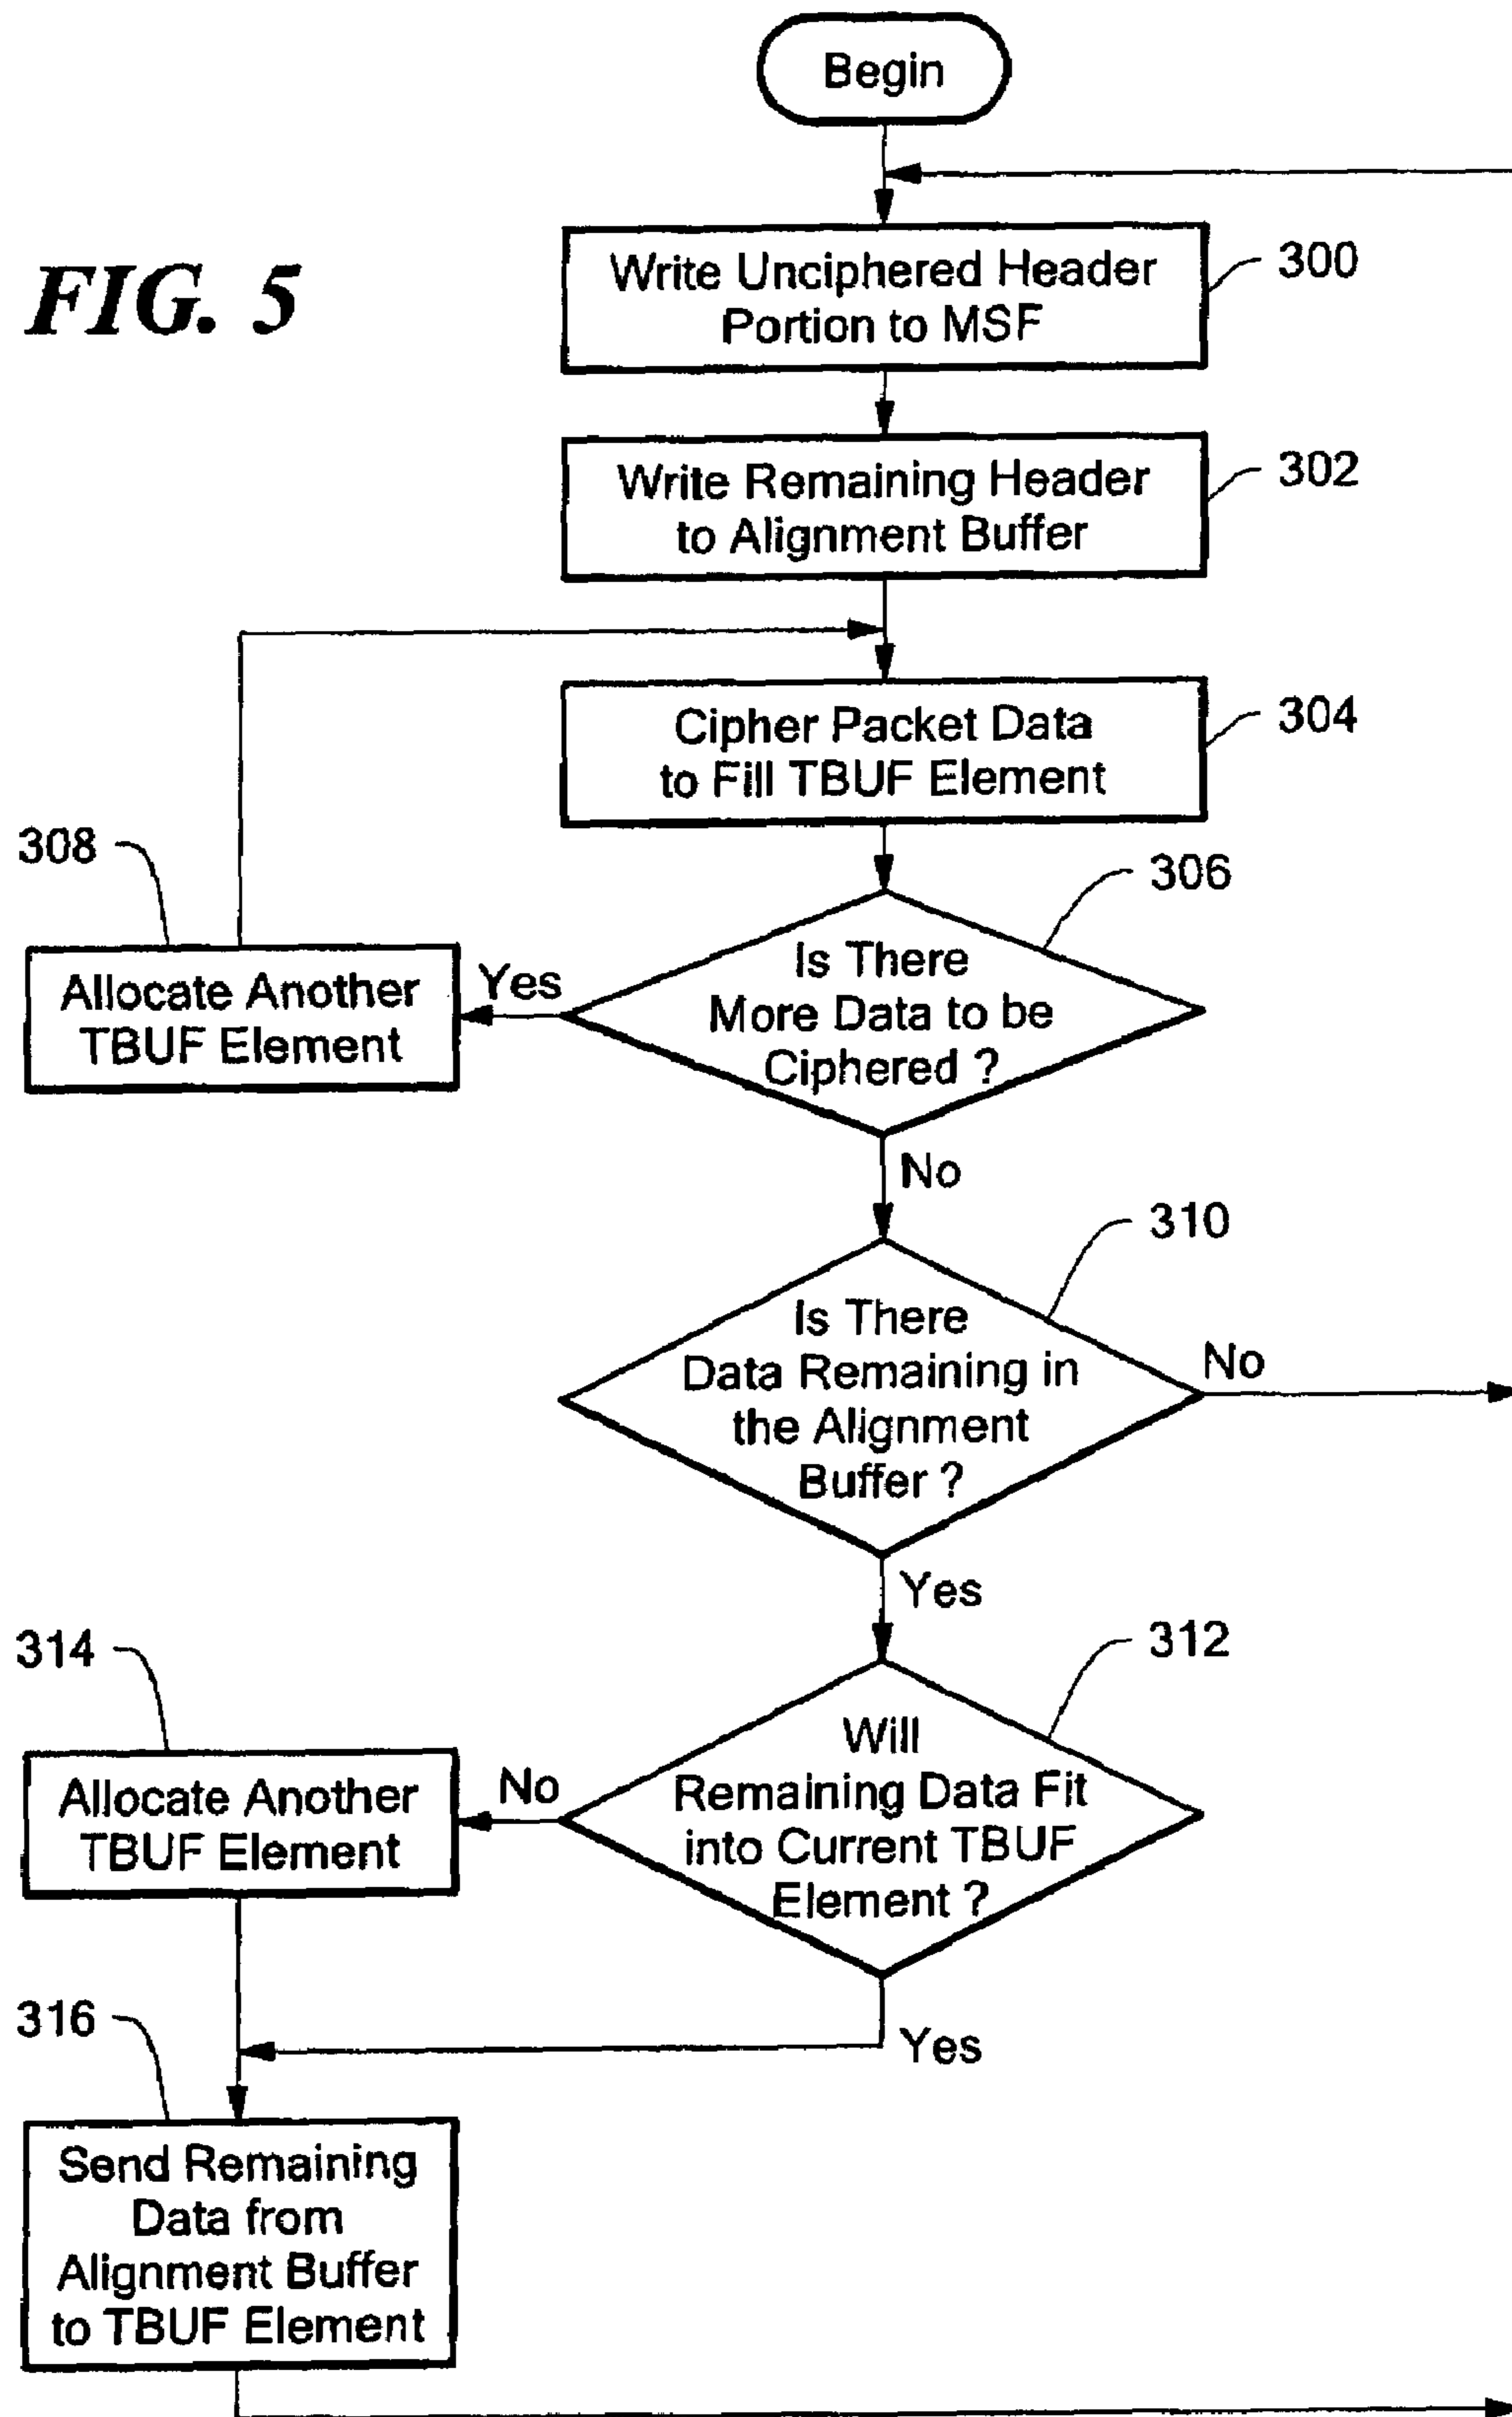 Begin
FIG. 5
Write Unciphered Header
Portion to MSF
300
Write Remaining Header
to Alignment Buffer
302
Cipher Packet Data
to Fill TBUF Element
304
308
306
Allocate Another
TBUF Element
Yes
Is There
More Data to be
Ciphered ?
No
310
Is There
Data Remaining in
the Alignment
Buffer ?
No
Yes
314
312
Allocate Another
TBUF Element
No
Will
Remaining Data Fit
into Current TBUF
Element ?
316
Yes
Send Remaining
Data from
Alignment Buffer
to TBUF Element